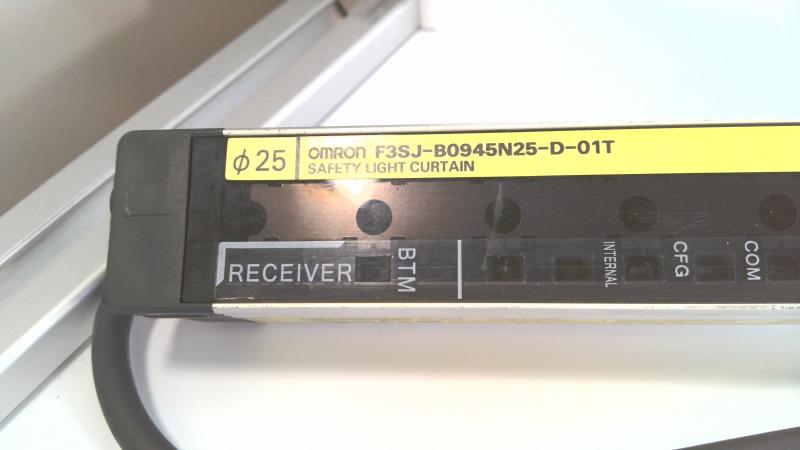 ϕ25
OMRON F3SJ-B0945N25-D-01T
SAFETY LIGHT CURTAIN
RECEIVER
BTM
INTERNAL
CFG
COM